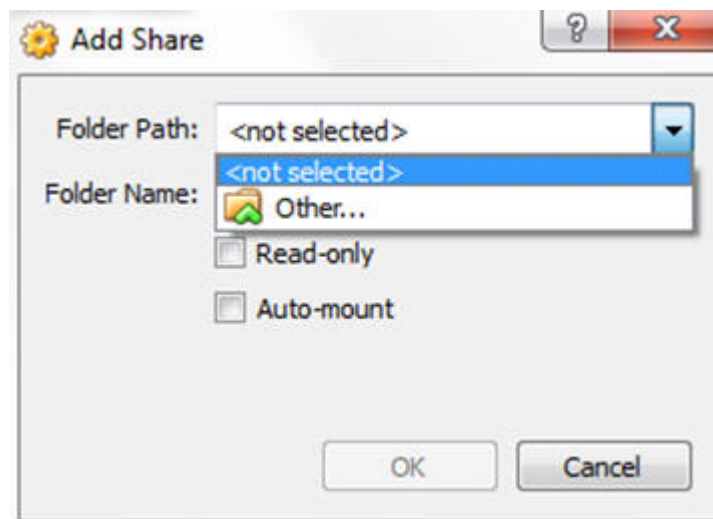 Add Share
Folder Path: <not selected>
<not selected>
Folder Name:
Other...
Read-only
Auto-mount
OK Cancel